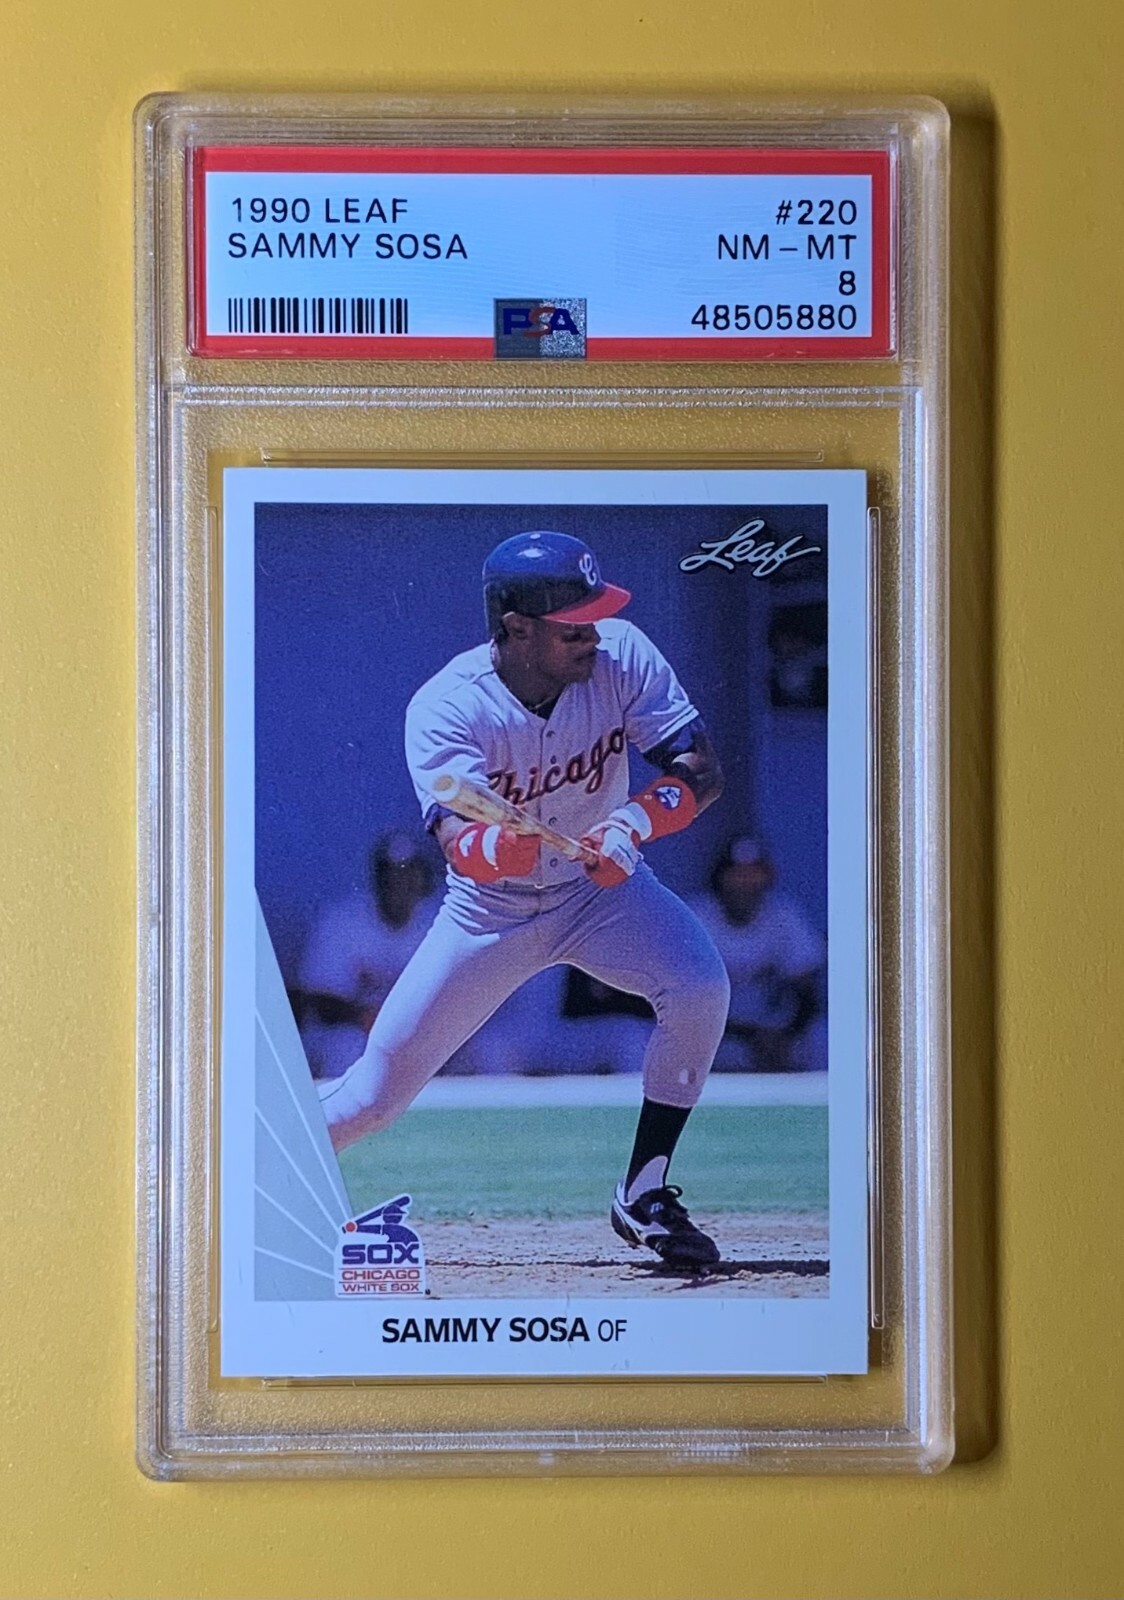 1990 LEAF #220
SAMMY SOSA NM - MT
8
PSA 48505880
Leaf
Chicago
SOX
CHICAGO
WHITE SOX
SAMMY SOSA OF